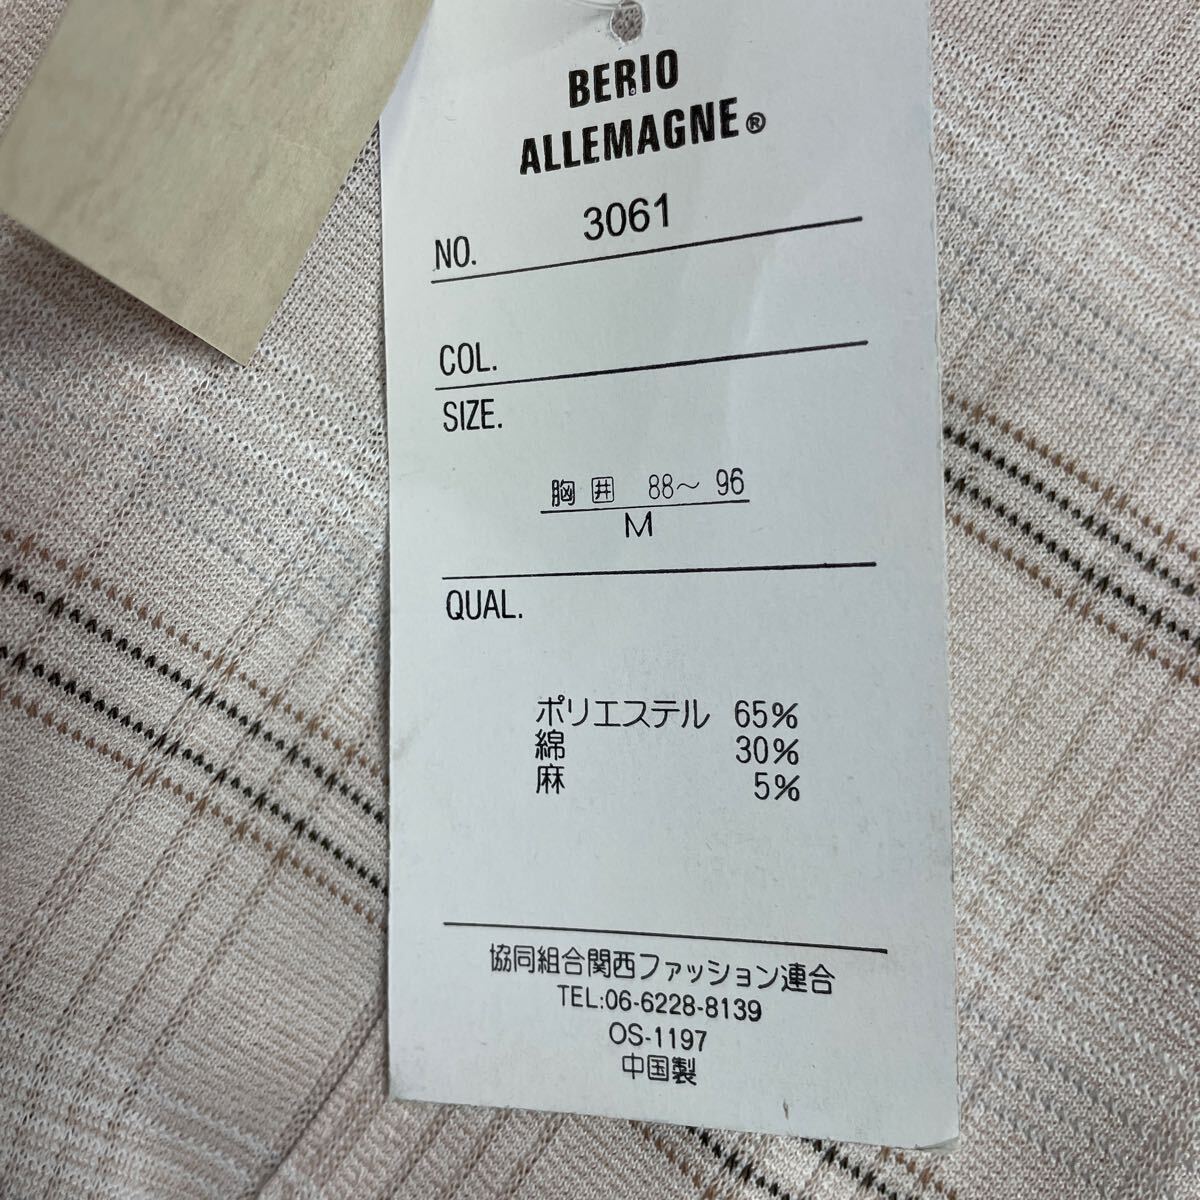 BERIO
ALLEMAGNE®
NO. 3061
COL.
SIZE.
胸囲 88～96
M
QUAL.
ポリエステル 65%
綿 30%
麻 5%
協同組合関西ファッション連合
TEL:06-6228-8139
OS-1197
中国製